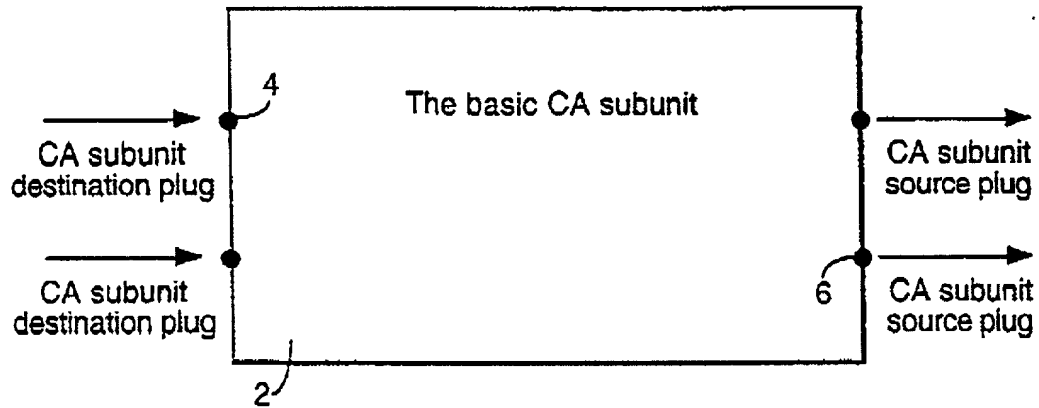 4
The basic CA subunit
CA subunit
destination plug
CA subunit
source plug
CA subunit
destination plug
6
CA subunit
source plug
2